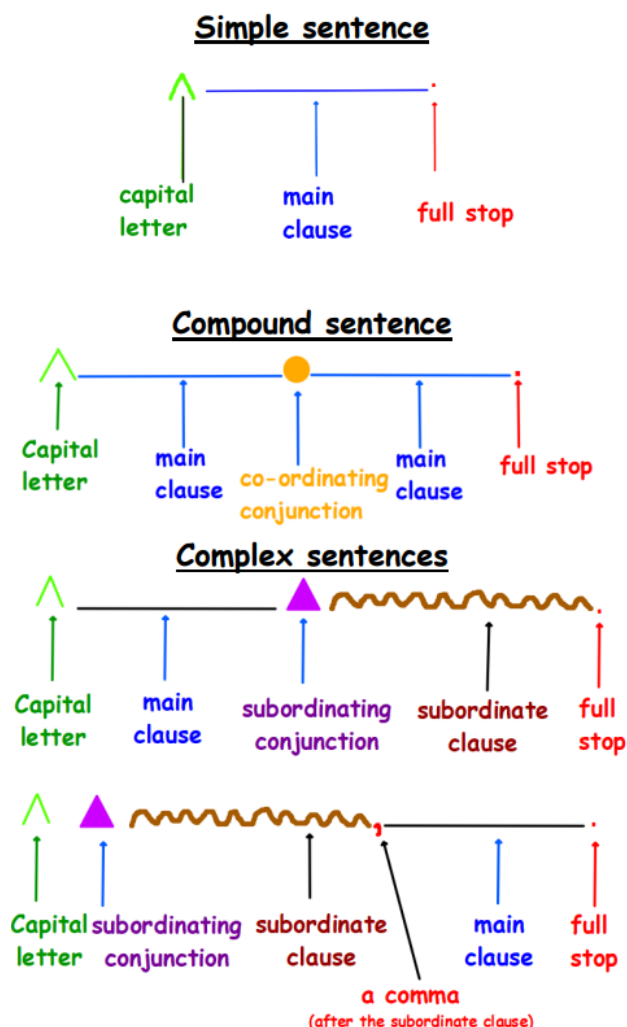 Simple sentence
.
capital
letter
main
clause
full stop
Compound sentence
.
Capital
letter
main
clause
co-ordinating
conjunction
main
clause
full stop
Complex sentences
.
Capital
letter
main
clause
subordinating
conjunction
subordinate
clause
full
stop
, .
Capital
letter
subordinating
conjunction
subordinate
clause
main
clause
full
stop
a comma
(after the subordinate clause)